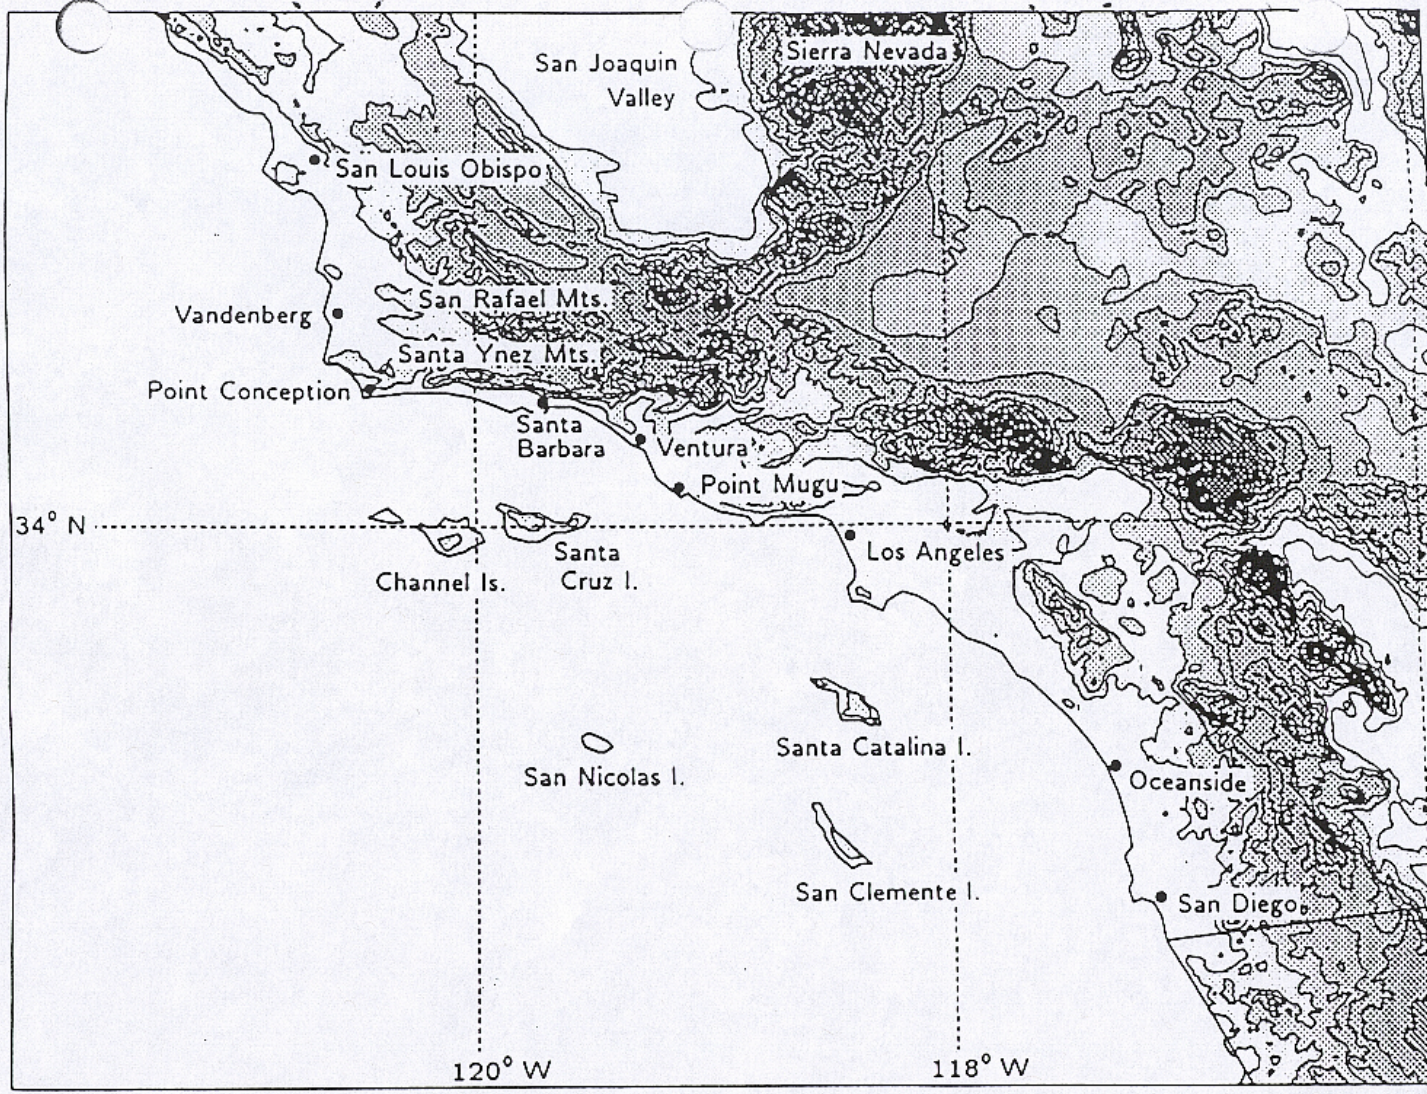 Sierra Nevada
San Joaquin
Valley
San Louis Obispo
San Rafael Mts.
Vandenberg
Santa Ynez Mts.
Point Conception
Santa
Barbara
Ventura
Point Mugu
34° N
Los Angeles
Santa
Cruz I.
Channel Is.
Santa Catalina I.
San Nicolas I.
Oceanside
San Clemente I.
San Diego
120° W
118° W